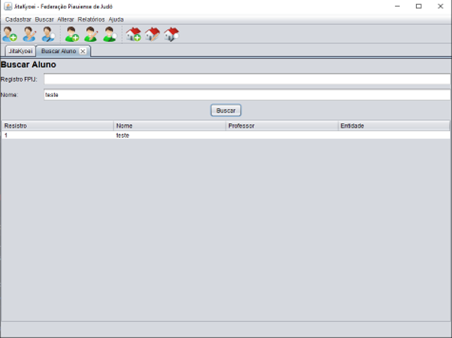 JitaKyoei - Federação Piauiense de Judô
Cadastrar Buscar Alterar Relatórios Ajuda
JitaKyoei Buscar Aluno
Buscar Aluno
Registro FPIJ:
Nome: teste
Buscar
Registro Nome Professor Entidade
1 teste